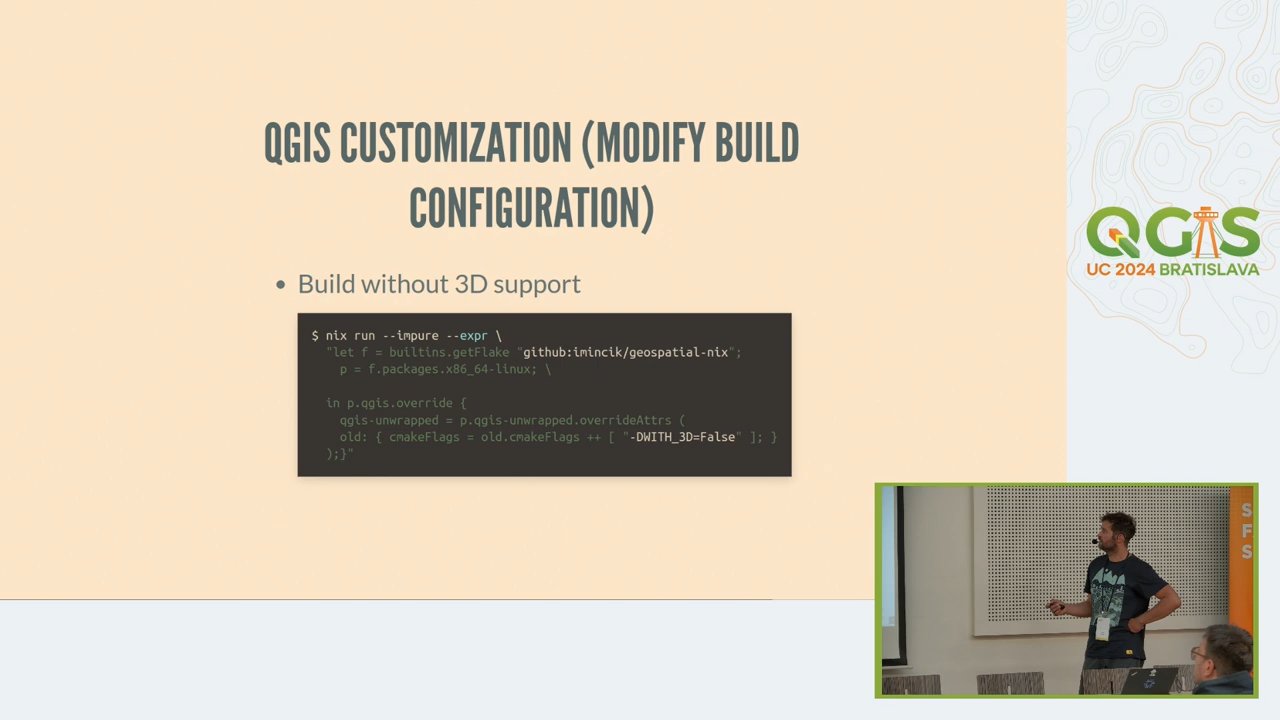 QGIS CUSTOMIZATION (MODIFY BUILD
CONFIGURATION)
• Build without 3D support
$ nix run --impure --expr \
"let f = builtins.getFlake "github:imincik/geospatial-nix";
p = f.packages.x86_64-linux; \
in p.qgis.override {
qgis-unwrapped = p.qgis-unwrapped.overrideAttrs (
old: { cmakeFlags = old.cmakeFlags ++ [ "-DWITH_3D=False" ]; }
);}"
QGIS
UC 2024 BRATISLAVA
S
F
S